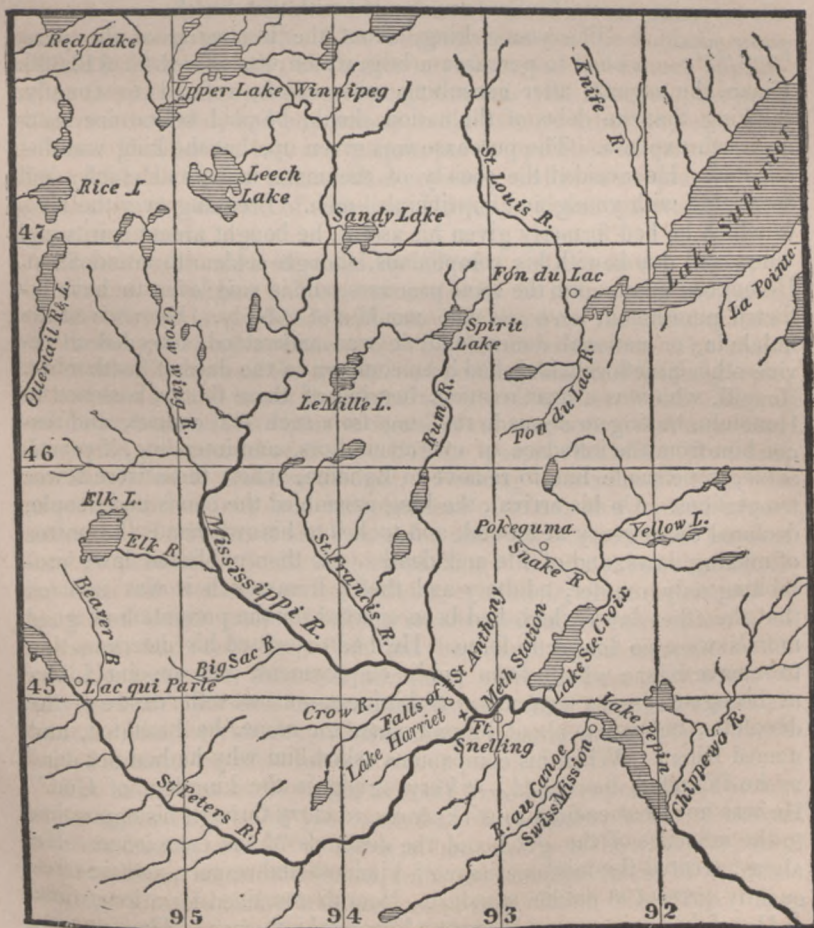 Red Lake
Upper Lake Winnipeg
Knife R.
Leech
Lake
Rice L
St. Louis R.
Sandy Lake
Lake Superior
47
Fon du Lac
La Pointe.
Ottertail R& L.
Crow wing R.
Spirit
Lake
LeMille L.
Rum R.
Fon du Lac R.
46
Elk L.
Elk R.
Mississippi R.
St. Francis R.
Pokeguma
Snake R
Yellow L.
Beaver B
Big Sac R
St Anthony
Falls of
Meth Station
Lake Ste. Croix
45
Lac qui Parle
Crow R.
Lake Harriet
Ft.
Snelling
Lake Pepin
Chippewa R.
St Peters R.
R. au Canoe
Swiss Mission
95
94
93
92